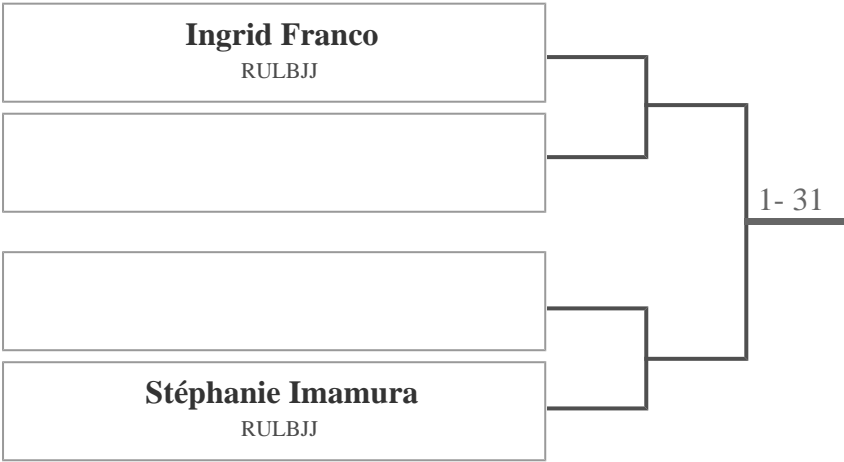 Ingrid Franco
RULBJJ
1- 31
Stéphanie Imamura
RULBJJ